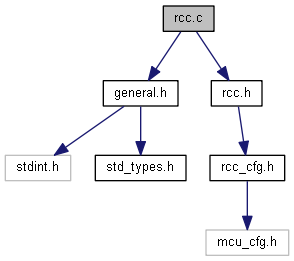 rcc.c
general.h
rcc.h
stdint.h
std_types.h
rcc_cfg.h
mcu_cfg.h